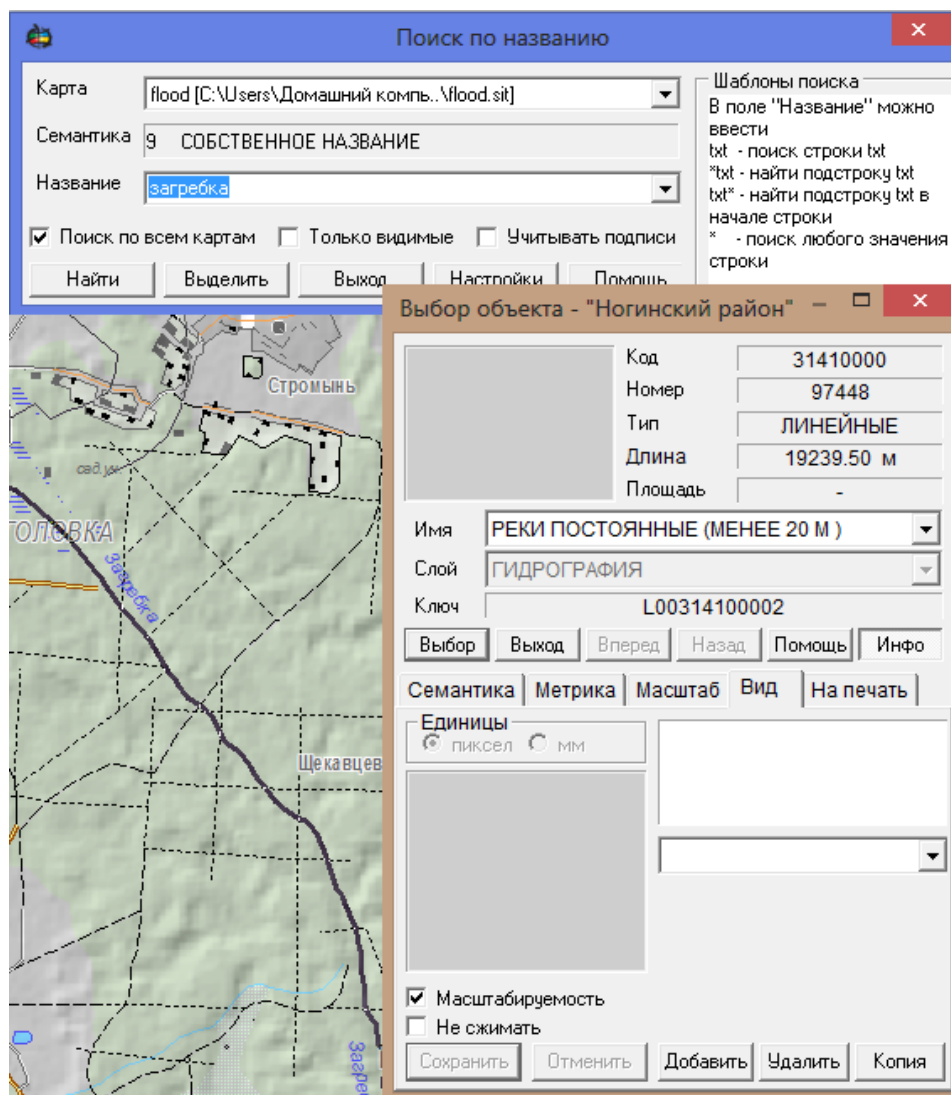 Поиск по названию
Карта
flood [C:\Users\Домашний компь..\flood.sit]
Семантика
9 СОБСТВЕННОЕ НАЗВАНИЕ
Название
загребка
Поиск по всем картам
Только видимые
Учитывать подписи
Найти
Выделить
Выход
Настройки
Помощь
Шаблоны поиска
В поле "Название" можно
ввести
txt - поиск строки txt
*txt - найти подстроку txt
txt* - найти подстроку txt в
начале строки
* - поиск любого значения
строки
Выбор объекта - "Ногинский район"
Код 31410000
Номер 97448
Тип ЛИНЕЙНЫЕ
Длина 19239.50 м
Площадь -
Имя РЕКИ ПОСТОЯННЫЕ (МЕНЕЕ 20 М )
Слой ГИДРОГРАФИЯ
Ключ L00314100002
Выбор
Выход
Вперед
Назад
Помощь
Инфо
Семантика
Метрика
Масштаб
Вид
На печать
Единицы
пиксел
мм
Масштабируемость
Не сжимать
Сохранить
Отменить
Добавить
Удалить
Копия
Стромынь
сад.уч.
ГОЛОВКА
Загребка
Щекавцев
Загреб